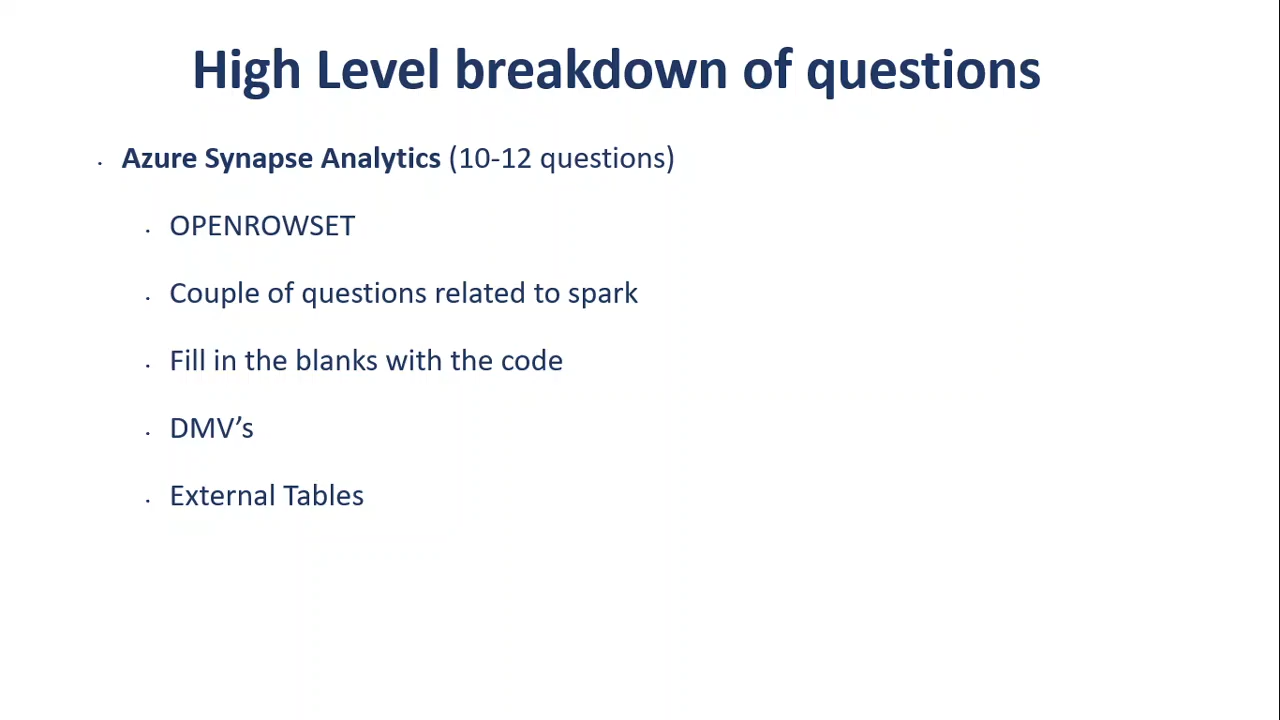 High Level breakdown of questions
. Azure Synapse Analytics (10-12 questions)
. OPENROWSET
. Couple of questions related to spark
. Fill in the blanks with the code
. DMV’s
. External Tables